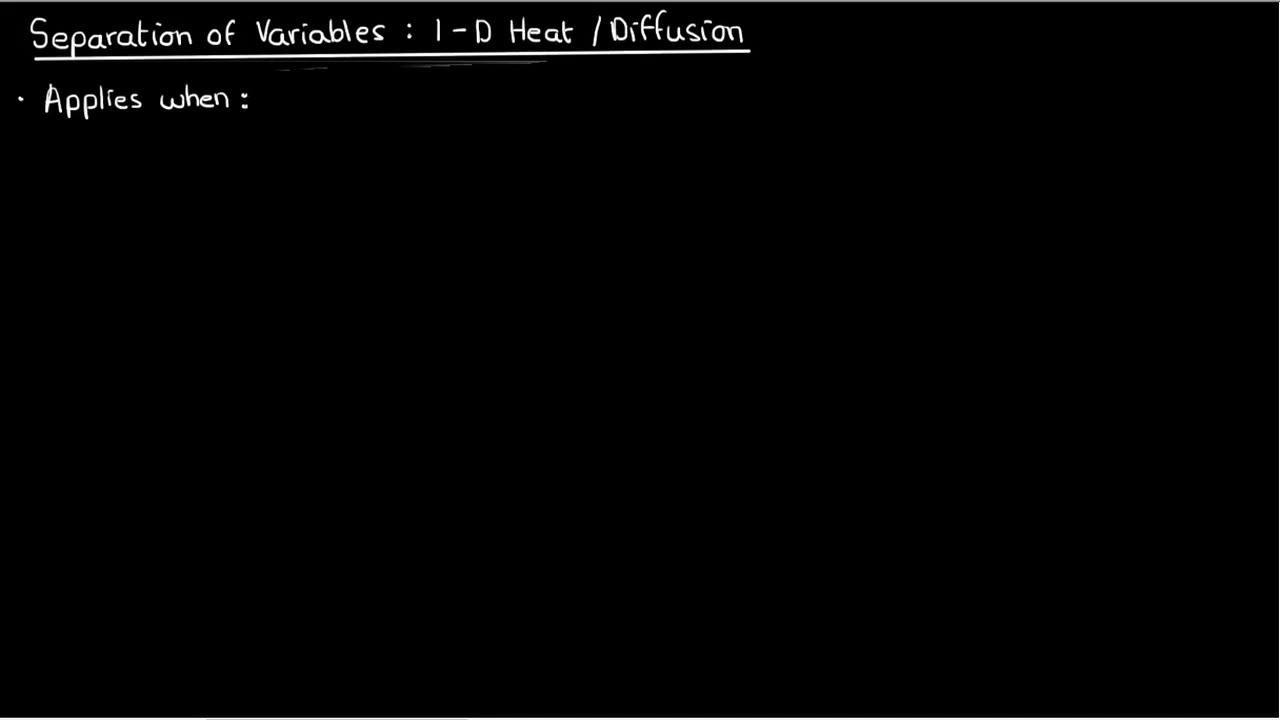 Separation of Variables : 1-D Heat / Diffusion
• Applies when :